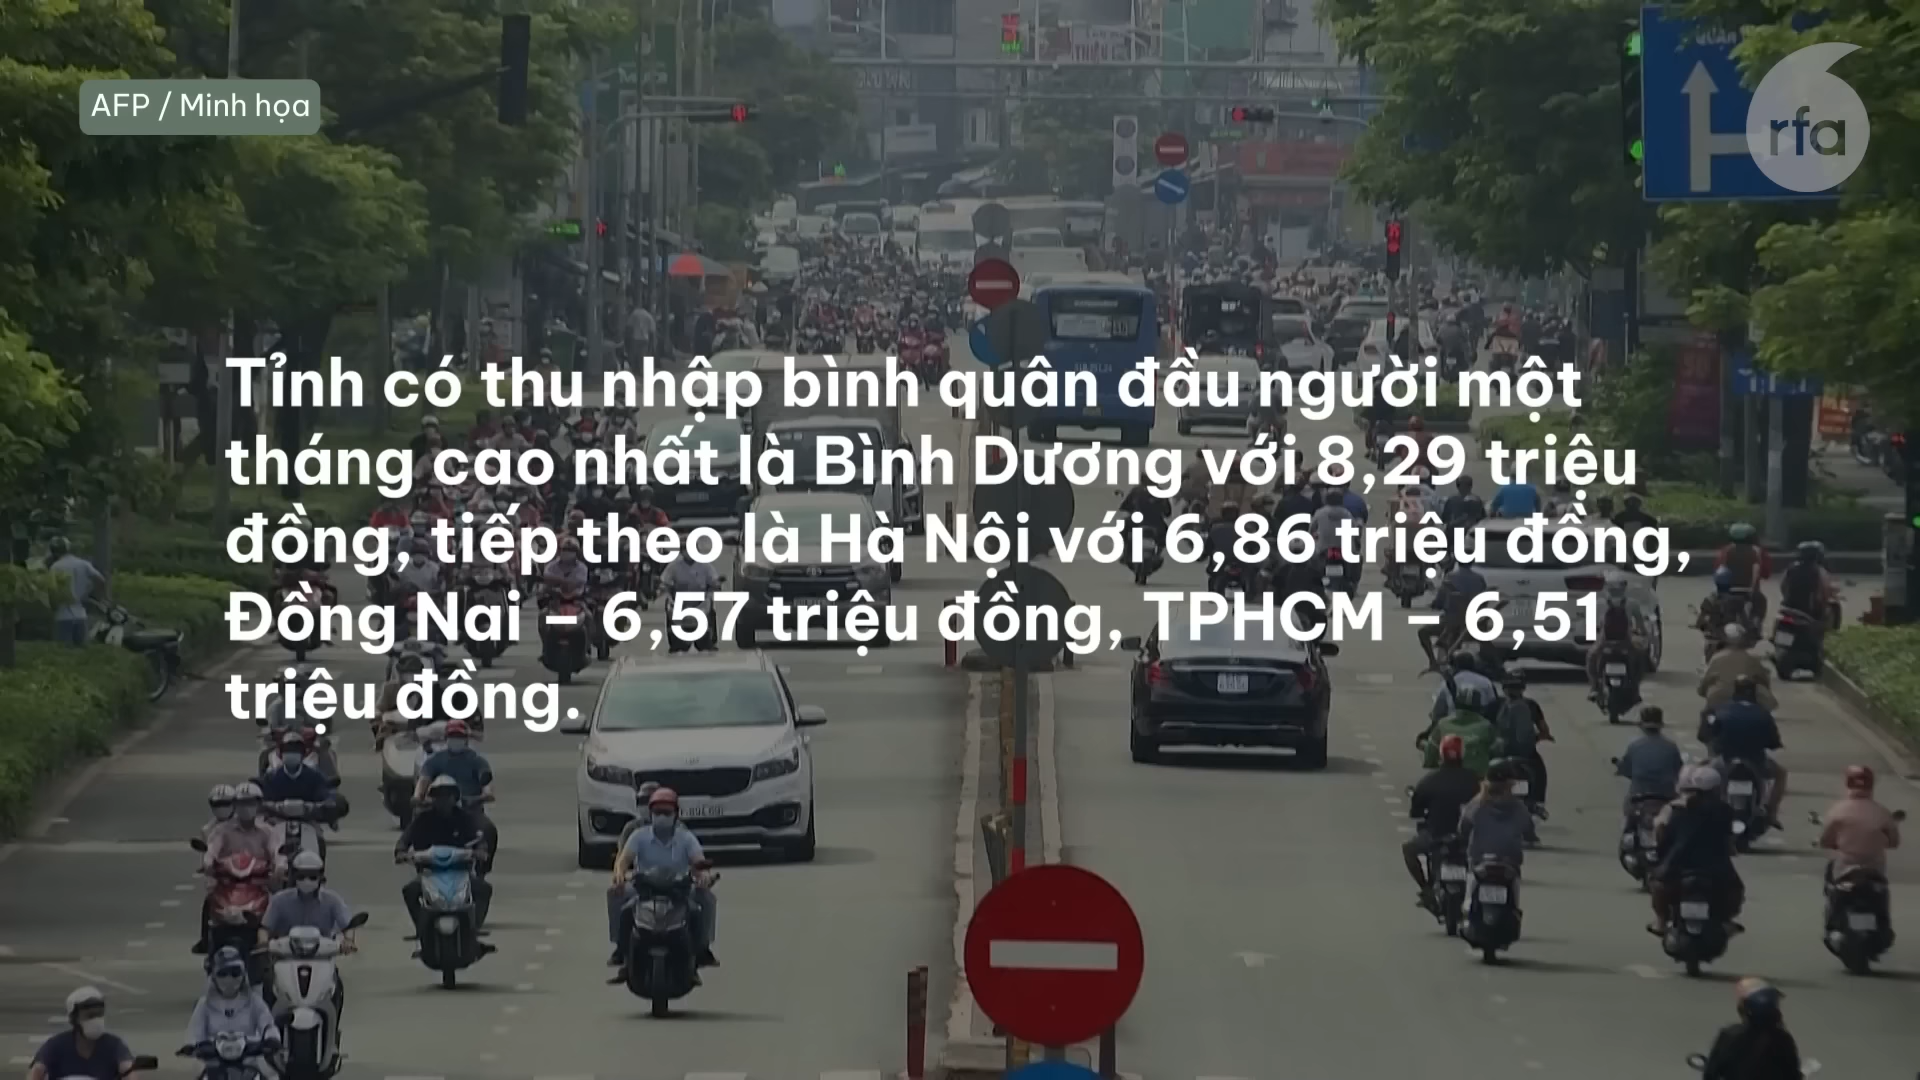 AFP / Minh họa
rfa
Tỉnh có thu nhập bình quân đầu người một
tháng cao nhất là Bình Dương với 8,29 triệu
đồng, tiếp theo là Hà Nội với 6,86 triệu đồng,
Đồng Nai – 6,57 triệu đồng, TPHCM – 6,51
triệu đồng.